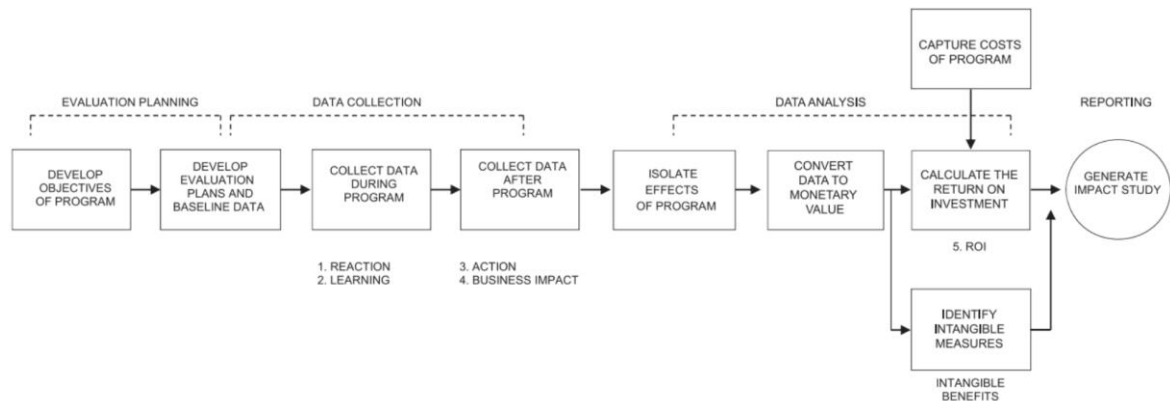 CAPTURE COSTS
OF PROGRAM
EVALUATION PLANNING
DATA COLLECTION
DATA ANALYSIS
REPORTING
DEVELOP
OBJECTIVES
OF PROGRAM
DEVELOP
EVALUATION
PLANS AND
BASELINE DATA
COLLECT DATA
DURING
PROGRAM
COLLECT DATA
AFTER
PROGRAM
ISOLATE
EFFECTS
OF PROGRAM
CONVERT
DATA TO
MONETARY
VALUE
CALCULATE THE
RETURN ON
INVESTMENT
GENERATE
IMPACT STUDY
1. REACTION
2. LEARNING
3. ACTION
4. BUSINESS IMPACT
5. ROI
IDENTIFY
INTANGIBLE
MEASURES
INTANGIBLE
BENEFITS